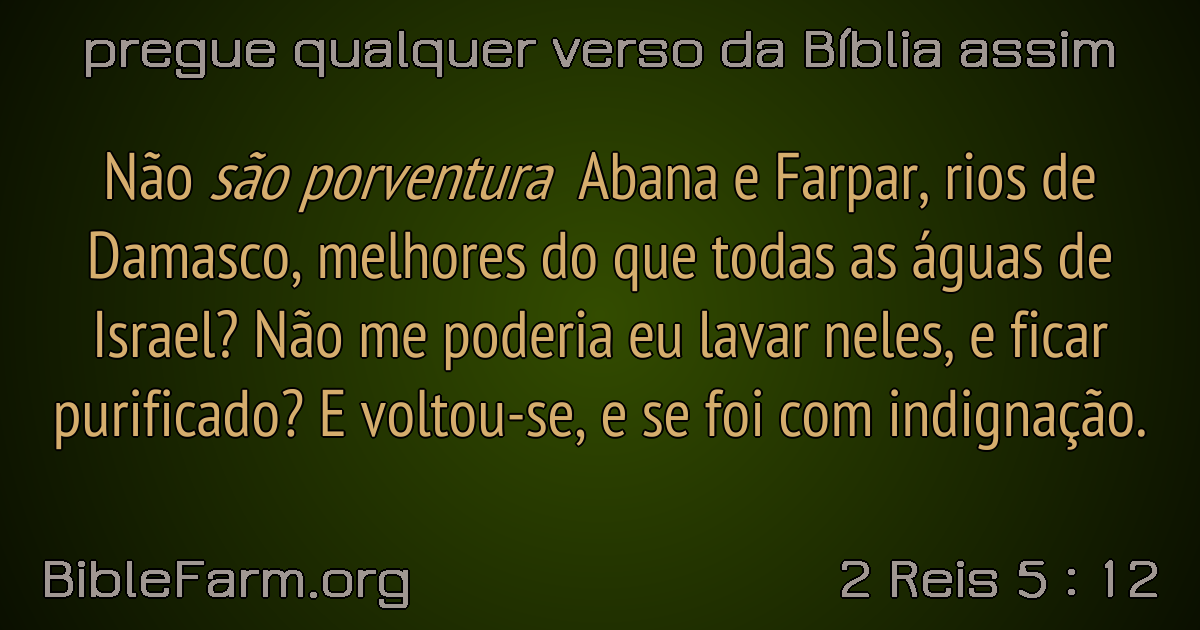 pregue qualquer verso da Bíblia assim
Não são porventura Abana e Farpar, rios de
Damasco, melhores do que todas as águas de
Israel? Não me poderia eu lavar neles, e ficar
purificado? E voltou-se, e se foi com indignação.
BibleFarm.org
2 Reis 5 : 12